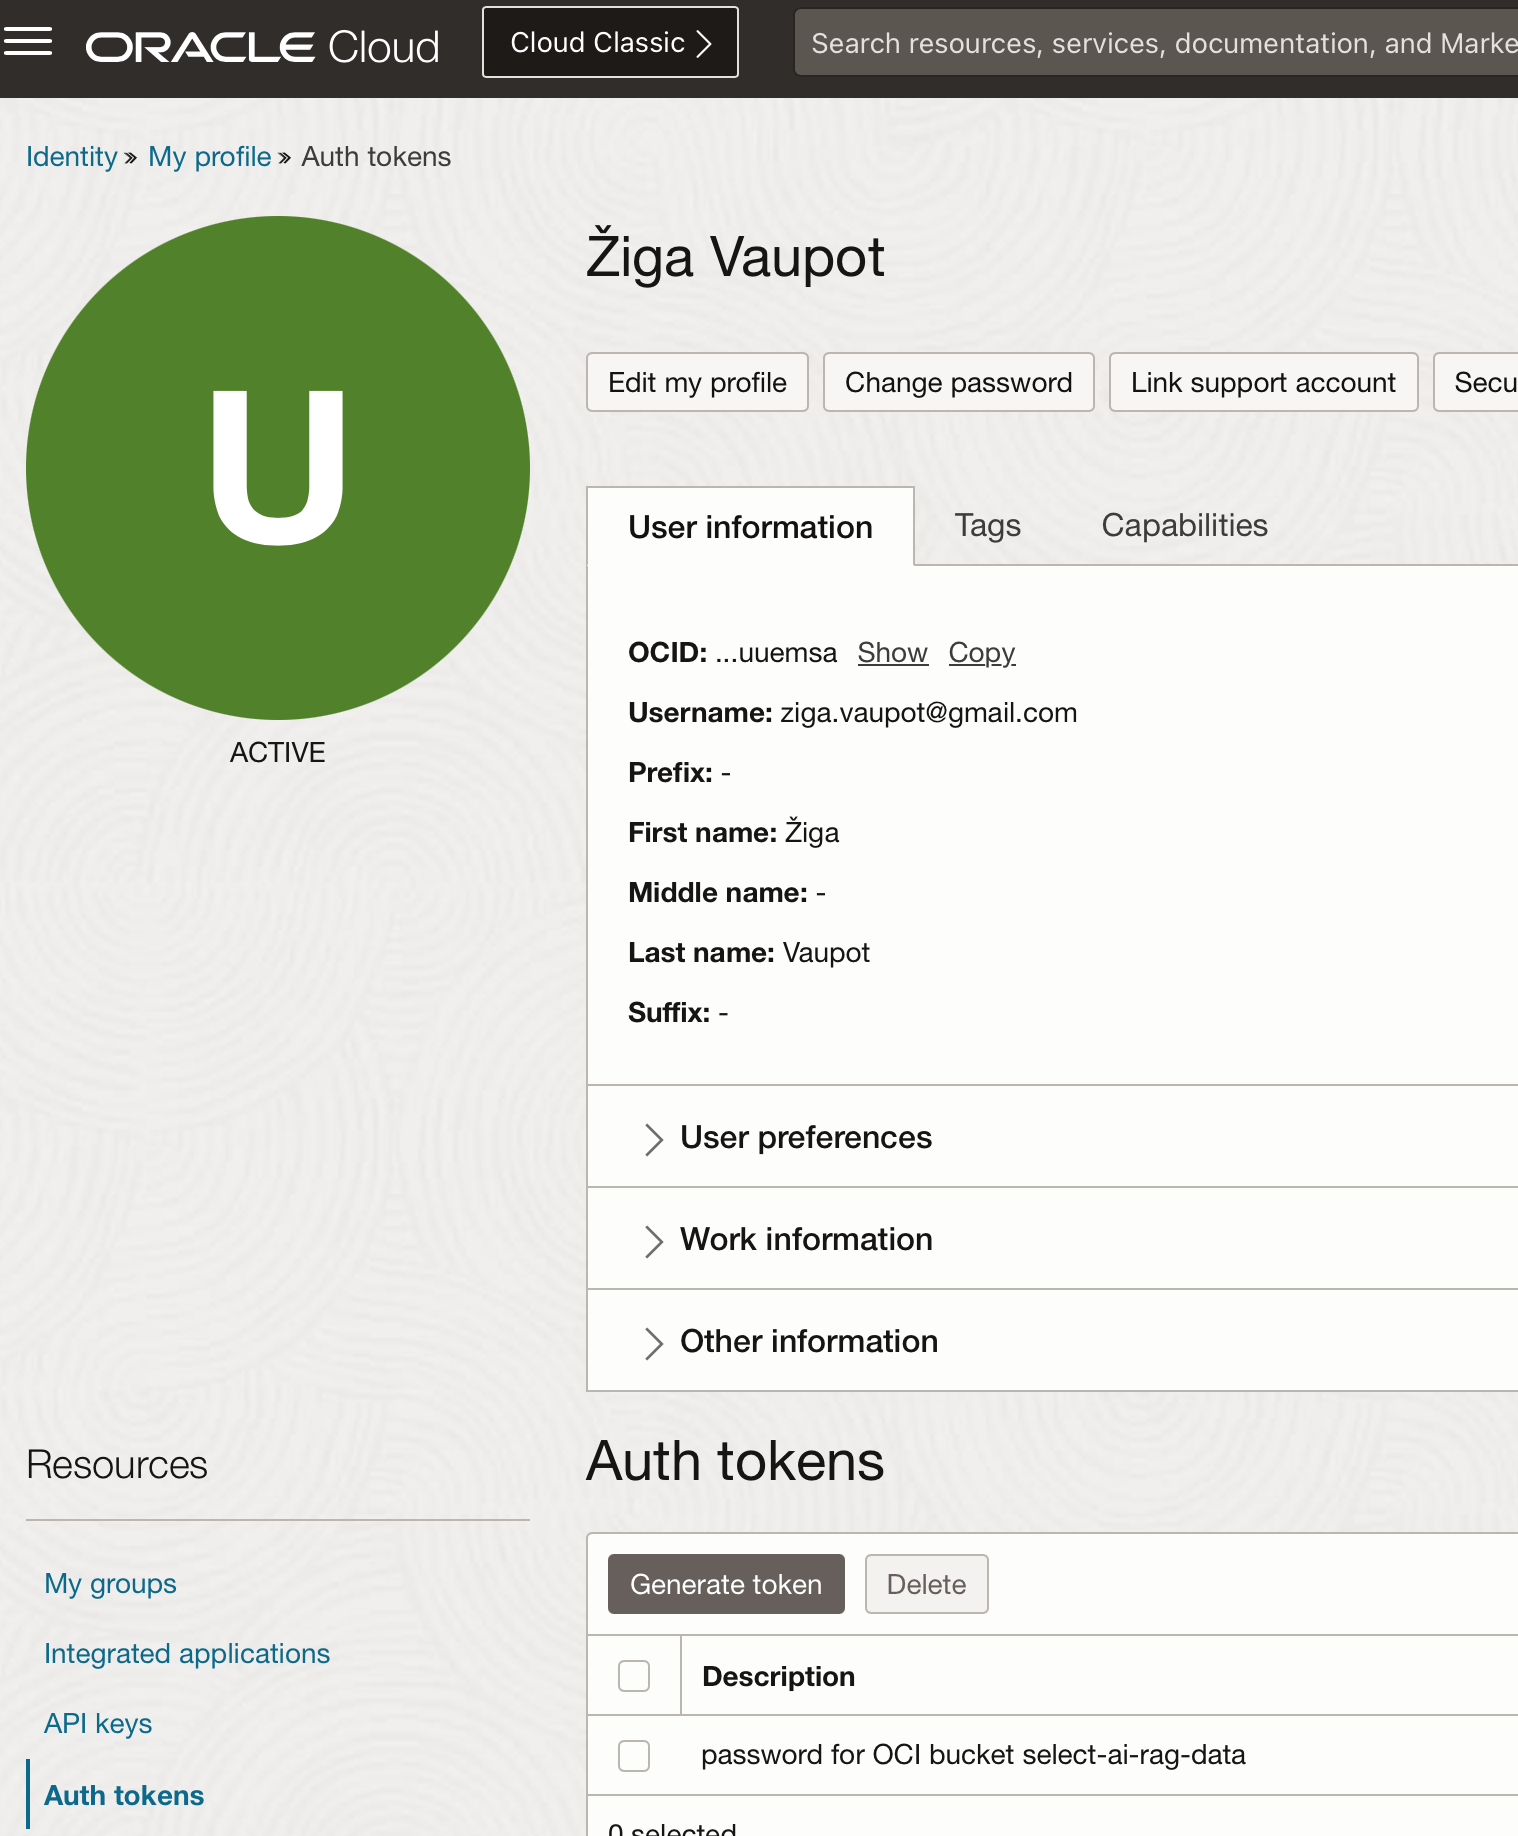 ORACLE Cloud
Cloud Classic
Search resources, services, documentation, and Marke
Identity » My profile » Auth tokens
U
ACTIVE
Žiga Vaupot
Edit my profile
Change password
Link support account
Secu
User information
Tags
Capabilities
OCID: ...uuemsa Show Copy
Username: ziga.vaupot@gmail.com
Prefix: -
First name: Žiga
Middle name: -
Last name: Vaupot
Suffix: -
User preferences
Work information
Other information
Resources
My groups
Integrated applications
API keys
Auth tokens
Auth tokens
Generate token
Delete
Description
password for OCI bucket select-ai-rag-data
0 selected